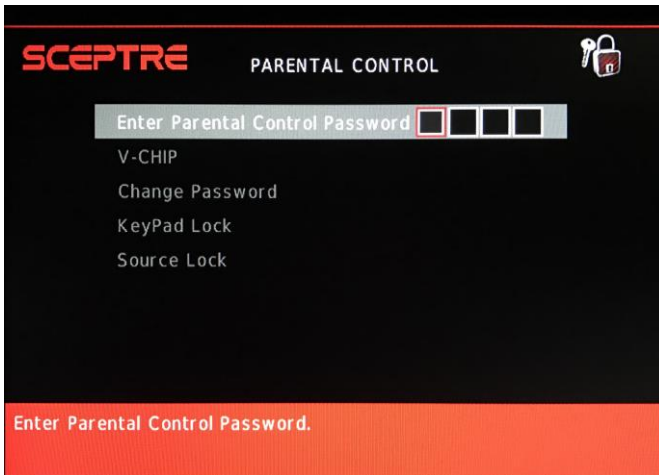 SCEPTRE
PARENTAL CONTROL
Enter Parental Control Password
V-CHIP
Change Password
KeyPad Lock
Source Lock
Enter Parental Control Password.